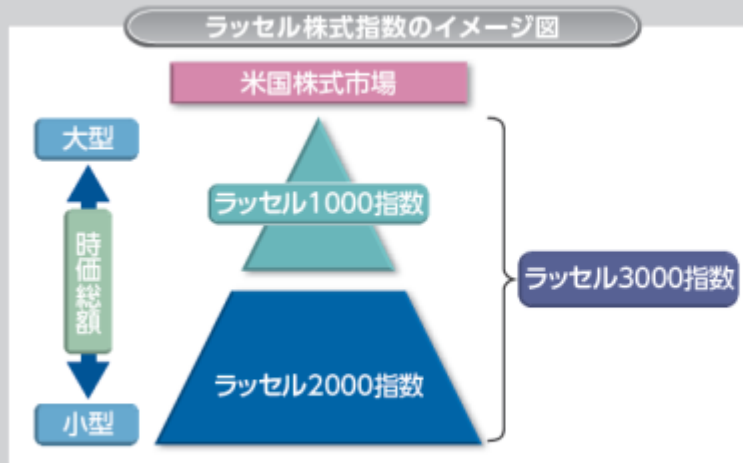 ラッセル株式指数のイメージ図
米国株式市場
大型
時価総額
小型
ラッセル1000指数
ラッセル2000指数
ラッセル3000指数